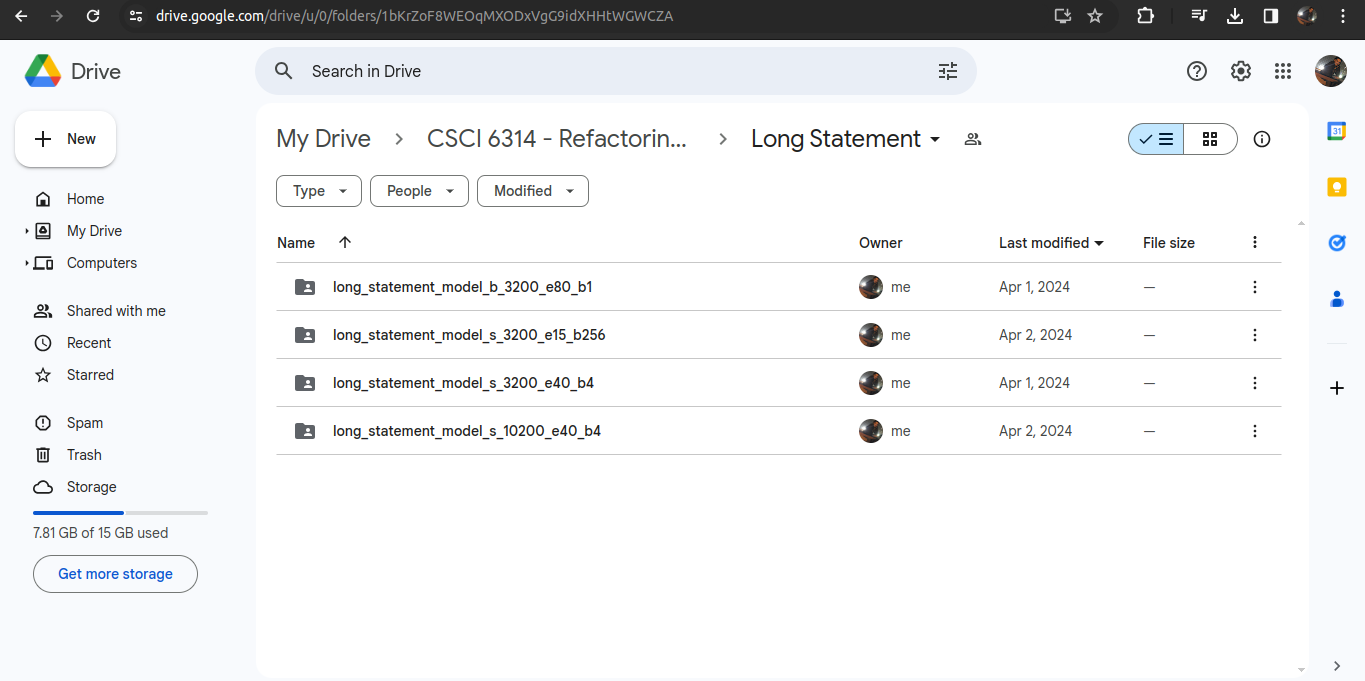 drive.google.com/drive/u/0/folders/1bKrZoF8WEOqMXODxVgG9idXHHtWGWCZA
Drive
Search in Drive
New
My Drive > CSCI 6314 - Refactorin... > Long Statement
Type People Modified
Home
My Drive
Computers
Shared with me
Recent
Starred
Spam
Trash
Storage
7.81 GB of 15 GB used
Get more storage
Name Owner Last modified File size
long_statement_model_b_3200_e80_b1 me Apr 1, 2024 —
long_statement_model_s_3200_e15_b256 me Apr 2, 2024 —
long_statement_model_s_3200_e40_b4 me Apr 1, 2024 —
long_statement_model_s_10200_e40_b4 me Apr 2, 2024 —
31